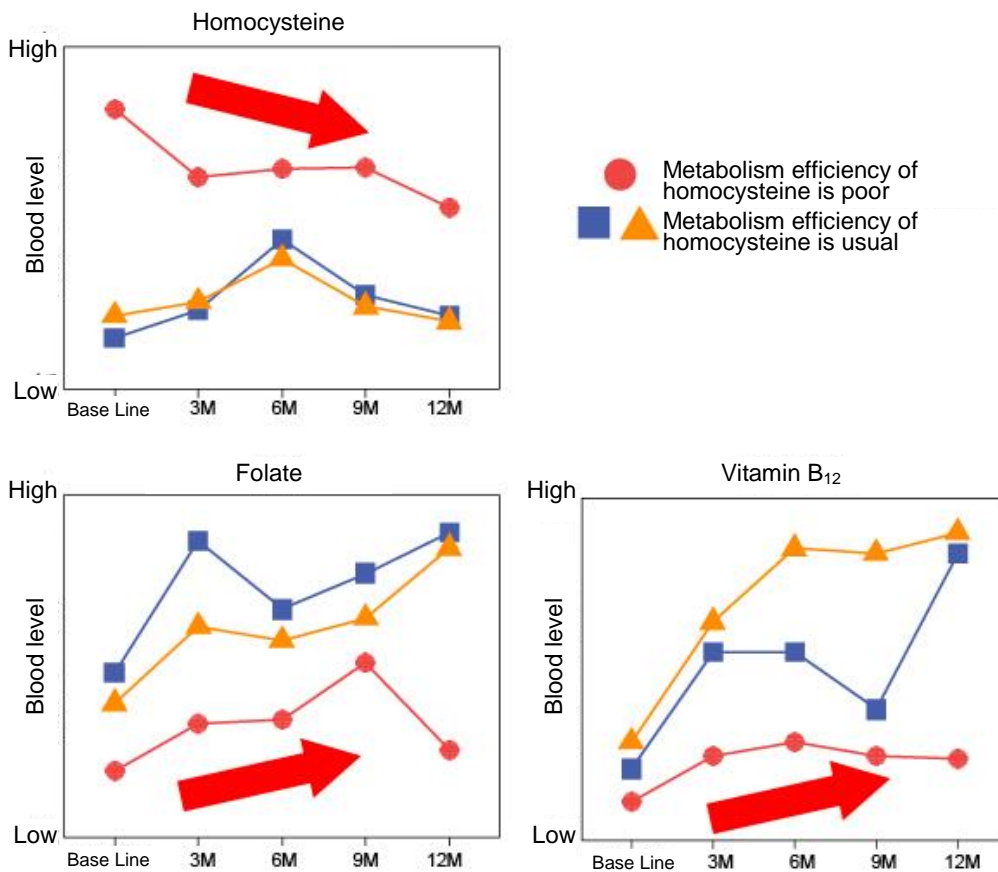 Homocysteine
High
Blood level
Low
Base Line 3M 6M 9M 12M
Metabolism efficiency of
homocysteine is poor
Metabolism efficiency of
homocysteine is usual
Folate
High
Blood level
Low
Base Line 3M 6M 9M 12M
Vitamin B₁₂
High
Blood level
Low
Base Line 3M 6M 9M 12M